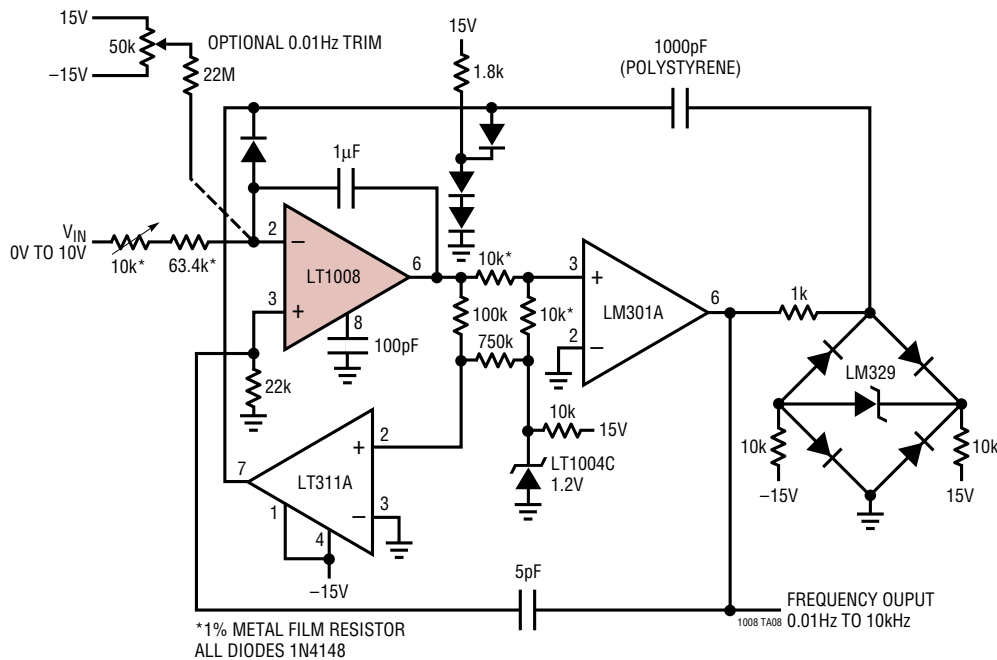 15V
50k
–15V
OPTIONAL 0.01Hz TRIM
22M
15V
1.8k
1000pF
(POLYSTYRENE)
1µF
VIN
0V TO 10V
10k*
63.4k*
2
–
LT1008
6
3
+
8
100pF
22k
10k*
100k
10k*
750k
3
+
LM301A
6
2
–
1k
LM329
10k
–15V
10k
15V
10k
15V
LT1004C
1.2V
7
LT311A
2
+
3
–
1
4
–15V
5pF
FREQUENCY OUPUT
0.01Hz TO 10kHz
1008 TA08
*1% METAL FILM RESISTOR
ALL DIODES 1N4148